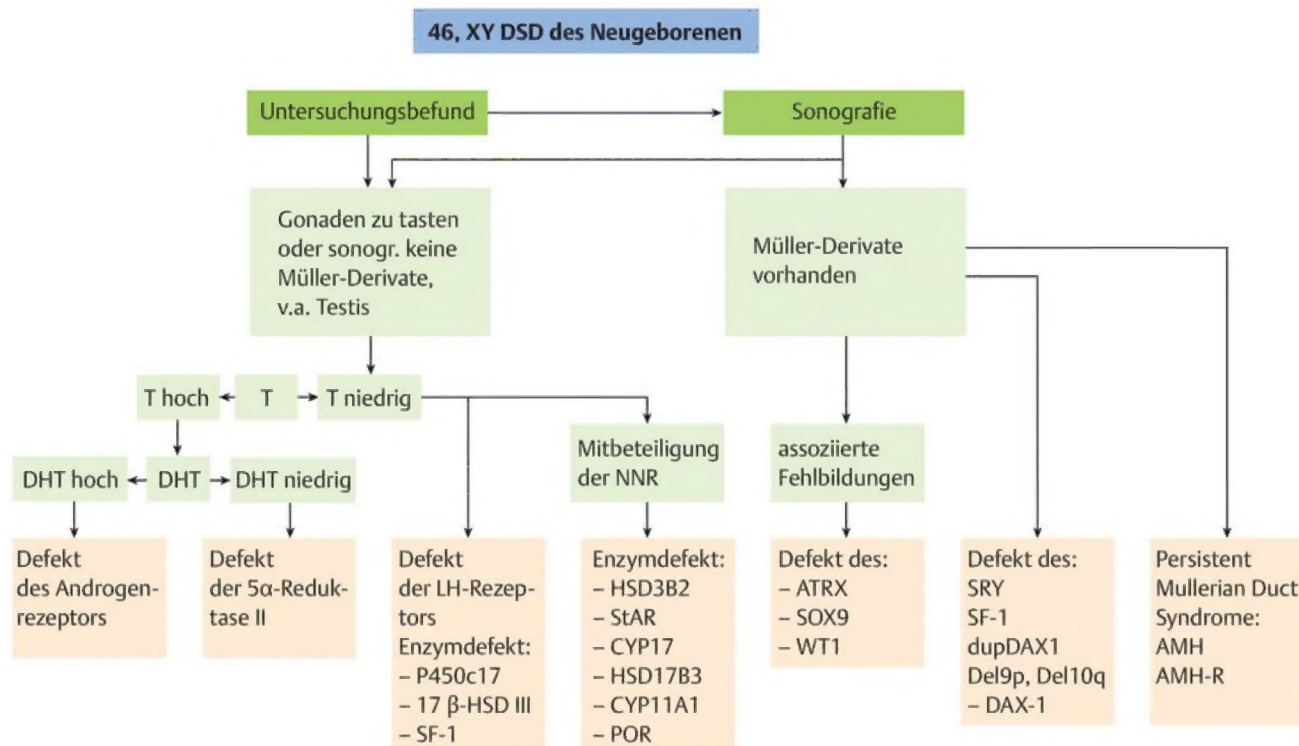 46, XY DSD des Neugeborenen
Untersuchungsbefund
Sonografie
Gonaden zu tasten
oder sonogr. keine
Müller-Derivate,
v.a. Testis
Müller-Derivate
vorhanden
T hoch
T
T niedrig
DHT hoch
DHT
DHT niedrig
Mitbeteiligung
der NNR
assoziierte
Fehlbildungen
Defekt
des Androgen-
rezeptors
Defekt
der 5α-Reduk-
tase II
Defekt
der LH-Rezep-
tors
Enzymdefekt:
– P450c17
– 17 β-HSD III
– SF-1
Enzymdefekt:
– HSD3B2
– StAR
– CYP17
– HSD17B3
– CYP11A1
– POR
Defekt des:
– ATRX
– SOX9
– WT1
Defekt des:
SRY
SF-1
dupDAX1
Del9p, Del10q
– DAX-1
Persistent
Mullerian Duct
Syndrome:
AMH
AMH-R